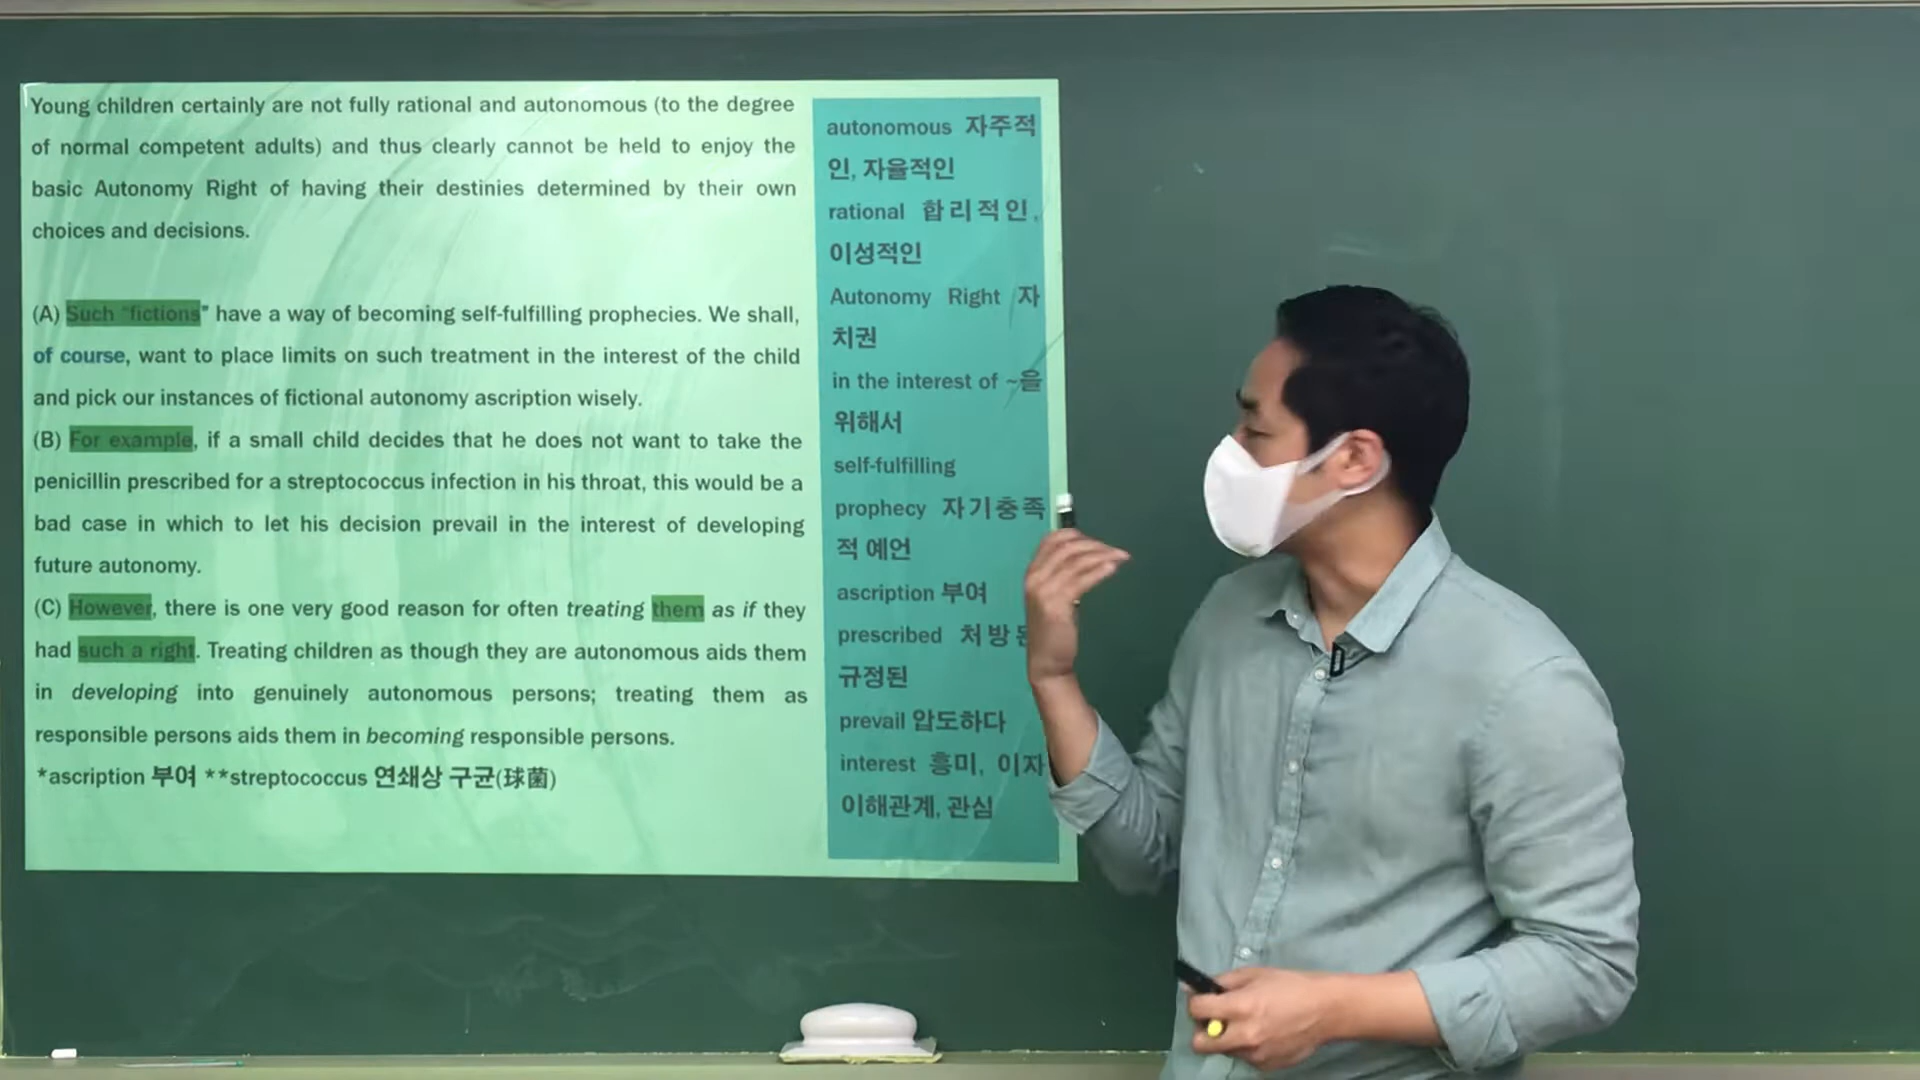 Young children certainly are not fully rational and autonomous (to the degree
of normal competent adults) and thus clearly cannot be held to enjoy the
basic Autonomy Right of having their destinies determined by their own
choices and decisions.
(A) Such "fictions" have a way of becoming self-fulfilling prophecies. We shall,
of course, want to place limits on such treatment in the interest of the child
and pick our instances of fictional autonomy ascription wisely.
(B) For example, if a small child decides that he does not want to take the
penicillin prescribed for a streptococcus infection in his throat, this would be a
bad case in which to let his decision prevail in the interest of developing
future autonomy.
(C) However, there is one very good reason for often treating them as if they
had such a right. Treating children as though they are autonomous aids them
in developing into genuinely autonomous persons; treating them as
responsible persons aids them in becoming responsible persons.
*ascription 부여 **streptococcus 연쇄상 구균(球菌)
autonomous 자주적
인, 자율적인
rational 합리적인,
이성적인
Autonomy Right 자
치권
in the interest of ~을
위해서
self-fulfilling
prophecy 자기충족
적 예언
ascription 부여
prescribed 처방
규정된
prevail 압도하다
interest 흥미, 이자
이해관계, 관심